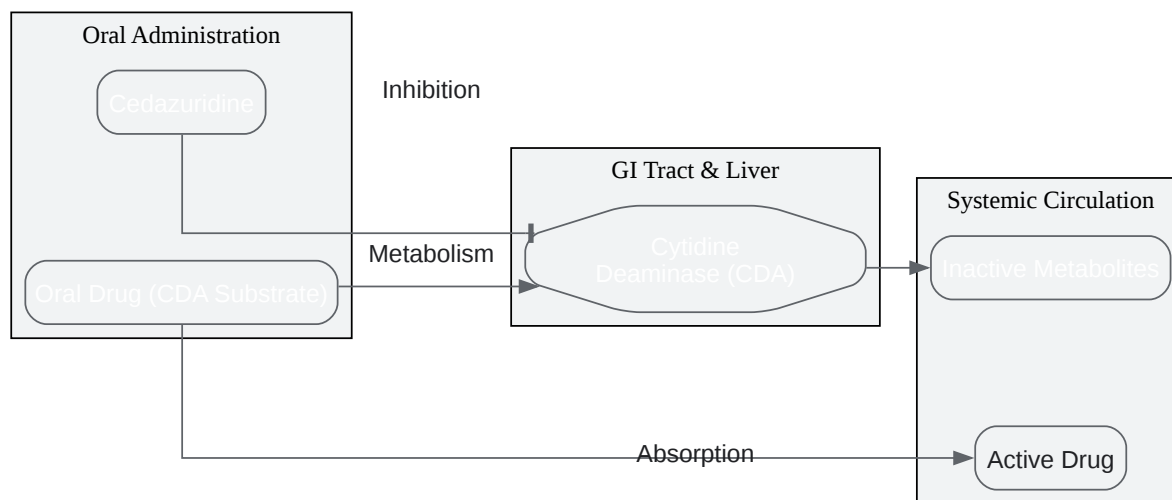 Oral Administration
Cedazuridine
Inhibition
GI Tract & Liver
Systemic Circulation
Metabolism
Cytidine
Deaminase (CDA)
Inactive Metabolites
Oral Drug (CDA Substrate)
Absorption
Active Drug